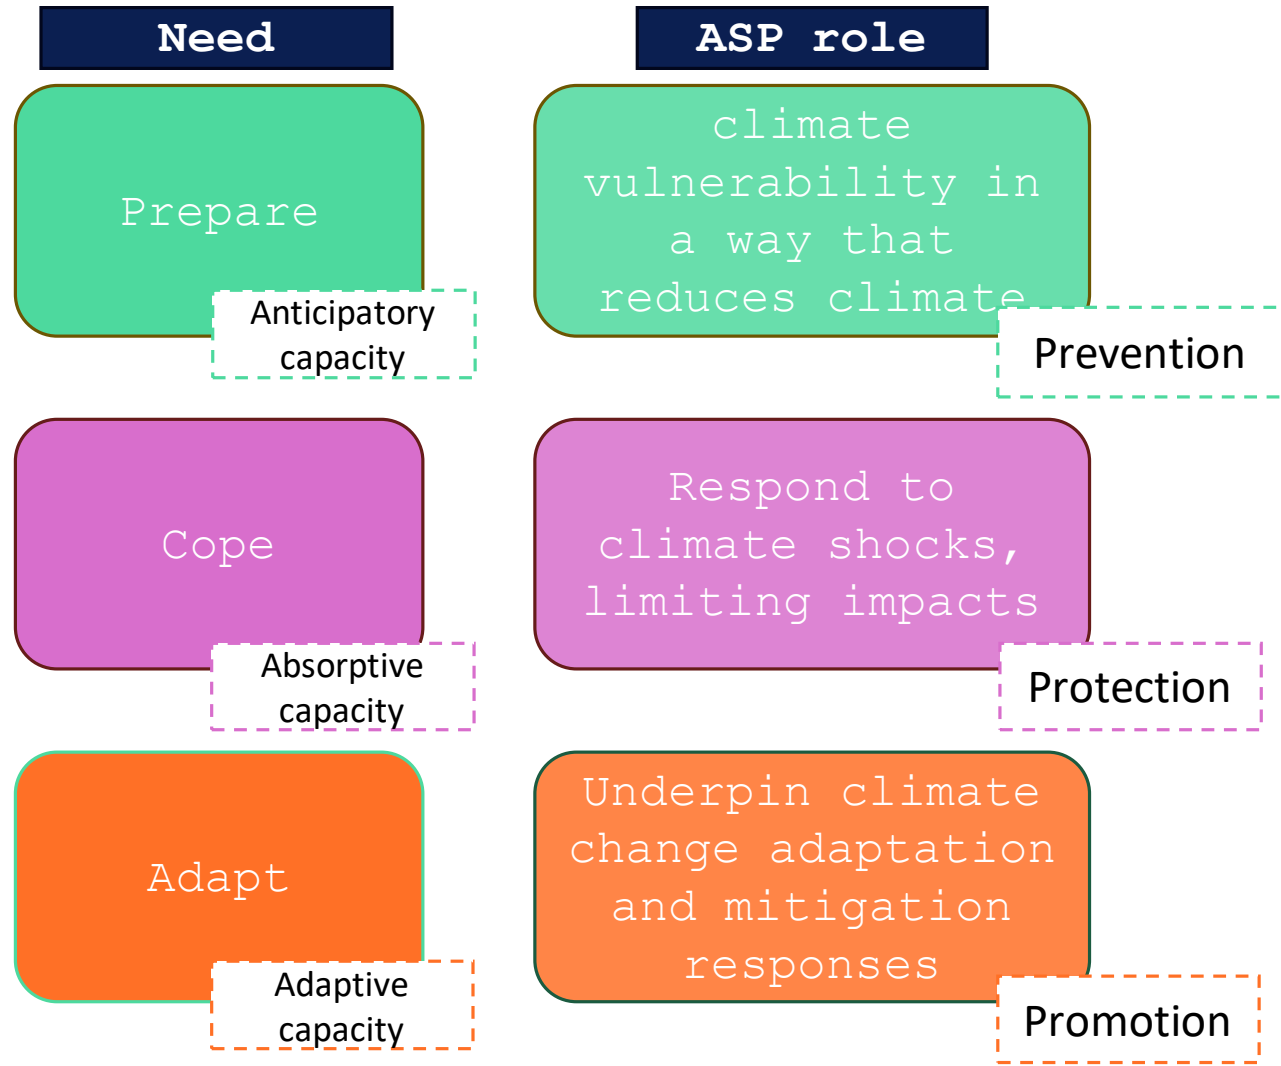 Need
ASP role
Prepare
Anticipatory
capacity
climate
vulnerability in
a way that
reduces climate
Prevention
Cope
Absorptive
capacity
Respond to
climate shocks,
limiting impacts
Protection
Adapt
Adaptive
capacity
Underpin climate
change adaptation
and mitigation
responses
Promotion